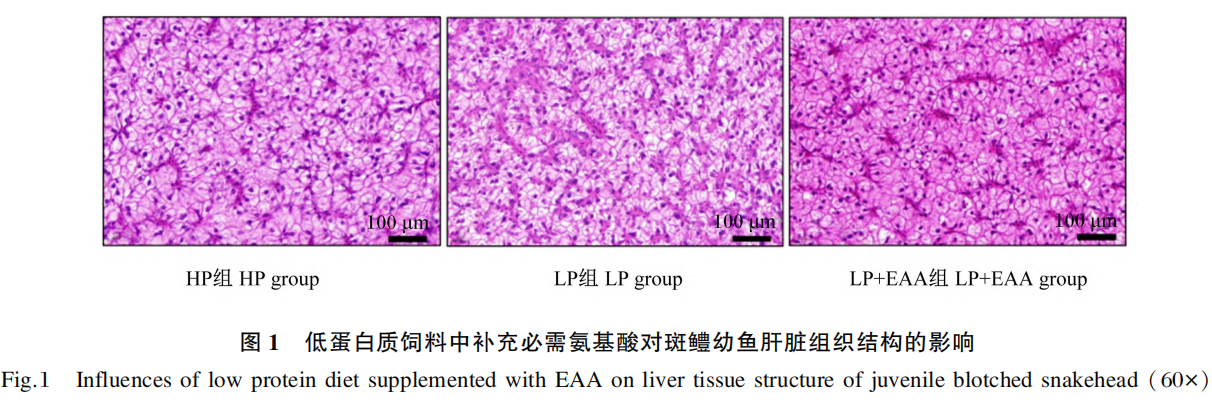 100 μm 100 μm 100 μm
HP组 HP group LP组 LP group LP+EAA组 LP+EAA group
图 1 低蛋白质饲料中补充必需氨基酸对斑鳢幼鱼肝脏组织结构的影响
Fig.1 Influences of low protein diet supplemented with EAA on liver tissue structure of juvenile blotched snakehead (60×)